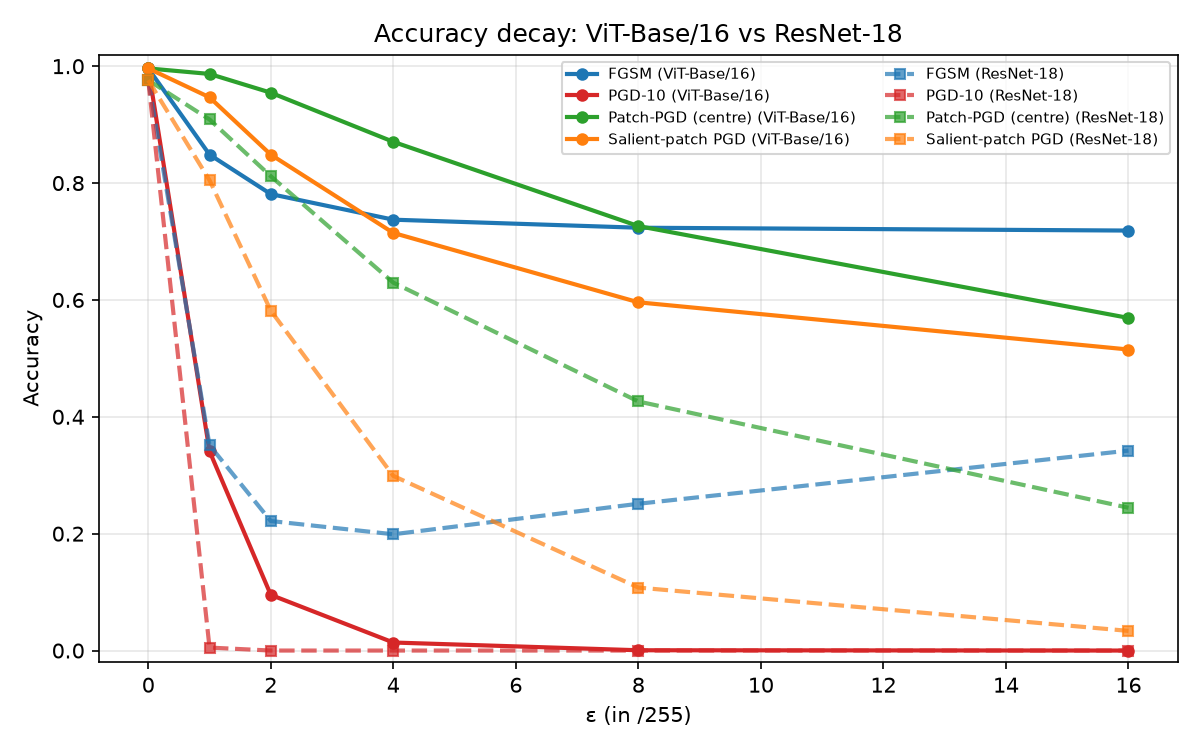 Accuracy decay: ViT-Base/16 vs ResNet-18
FGSM (ViT-Base/16)
PGD-10 (ViT-Base/16)
Patch-PGD (centre) (ViT-Base/16)
Salient-patch PGD (ViT-Base/16)
FGSM (ResNet-18)
PGD-10 (ResNet-18)
Patch-PGD (centre) (ResNet-18)
Salient-patch PGD (ResNet-18)
Accuracy
1.0
0.8
0.6
0.4
0.2
0.0
0 2 4 6 8 10 12 14 16
ε (in /255)